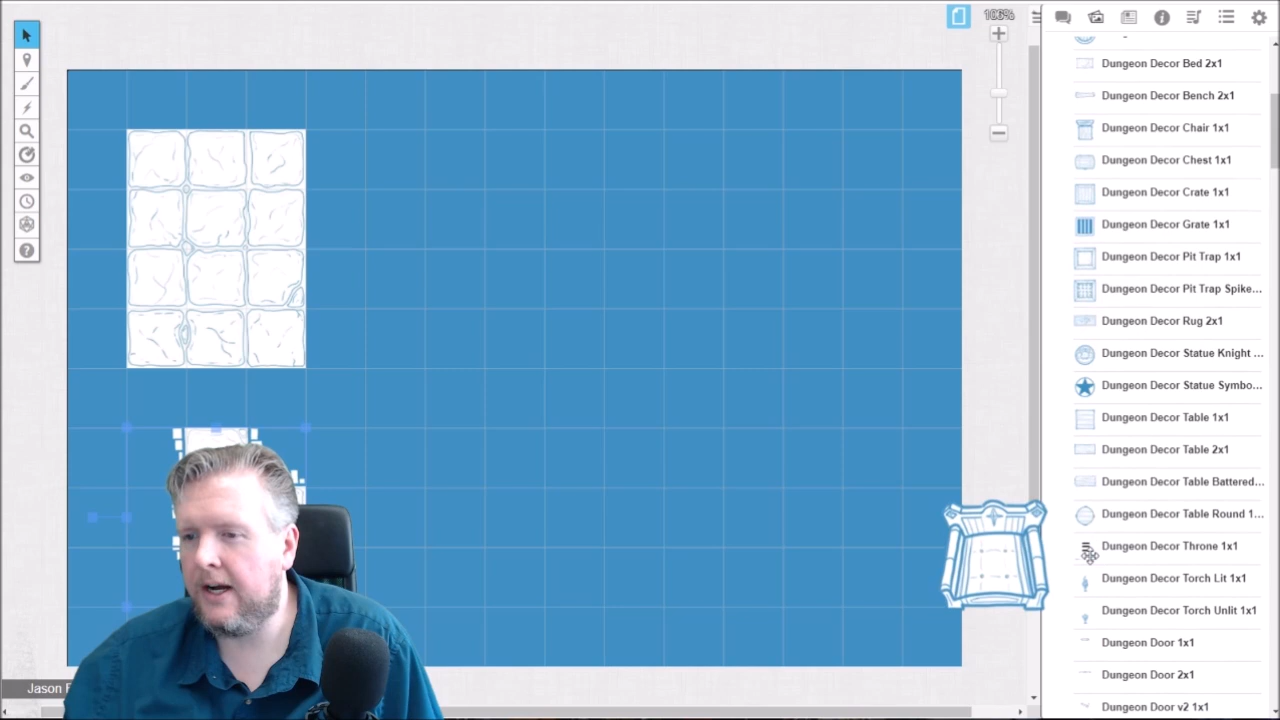 100%
Dungeon Decor Bed 2x1
Dungeon Decor Bench 2x1
Dungeon Decor Chair 1x1
Dungeon Decor Chest 1x1
Dungeon Decor Crate 1x1
Dungeon Decor Grate 1x1
Dungeon Decor Pit Trap 1x1
Dungeon Decor Pit Trap Spike...
Dungeon Decor Rug 2x1
Dungeon Decor Statue Knight ...
Dungeon Decor Statue Symbo...
Dungeon Decor Table 1x1
Dungeon Decor Table 2x1
Dungeon Decor Table Battered...
Dungeon Decor Table Round 1...
Dungeon Decor Throne 1x1
Dungeon Decor Torch Lit 1x1
Dungeon Decor Torch Unlit 1x1
Dungeon Door 1x1
Dungeon Door 2x1
Jason
Dungeon Door v2 1x1